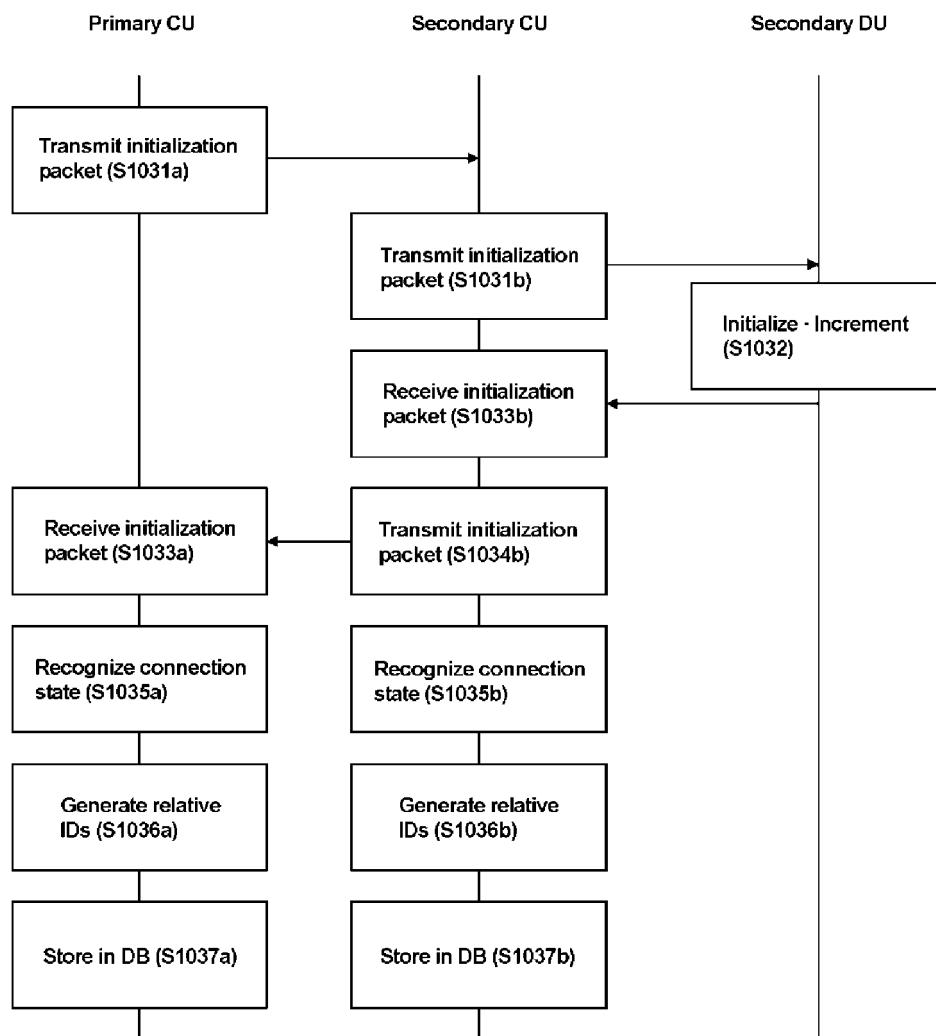 Primary CU
Secondary CU
Secondary DU
Transmit initialization
packet (S1031a)
Transmit initialization
packet (S1031b)
Initialize - Increment
(S1032)
Receive initialization
packet (S1033b)
Receive initialization
packet (S1033a)
Transmit initialization
packet (S1034b)
Recognize connection
state (S1035a)
Recognize connection
state (S1035b)
Generate relative
IDs (S1036a)
Generate relative
IDs (S1036b)
Store in DB (S1037a)
Store in DB (S1037b)